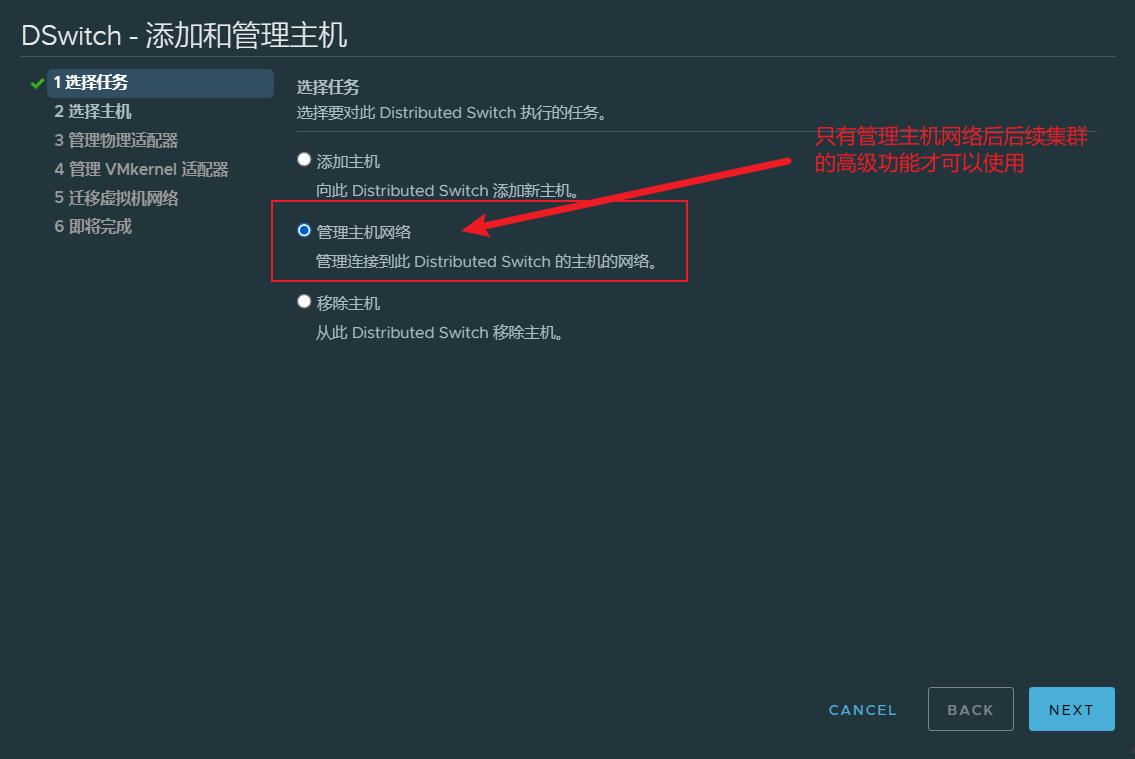 DSwitch - 添加和管理主机
1 选择任务
2 选择主机
3 管理物理适配器
4 管理 VMkernel 适配器
5 迁移虚拟机网络
6 即将完成
选择任务
选择要对此 Distributed Switch 执行的任务。
只有管理主机网络后后续集群
的高级功能才可以使用
添加主机
向此 Distributed Switch 添加新主机。
管理主机网络
管理连接到此 Distributed Switch 的主机的网络。
移除主机
从此 Distributed Switch 移除主机。
CANCEL
BACK
NEXT